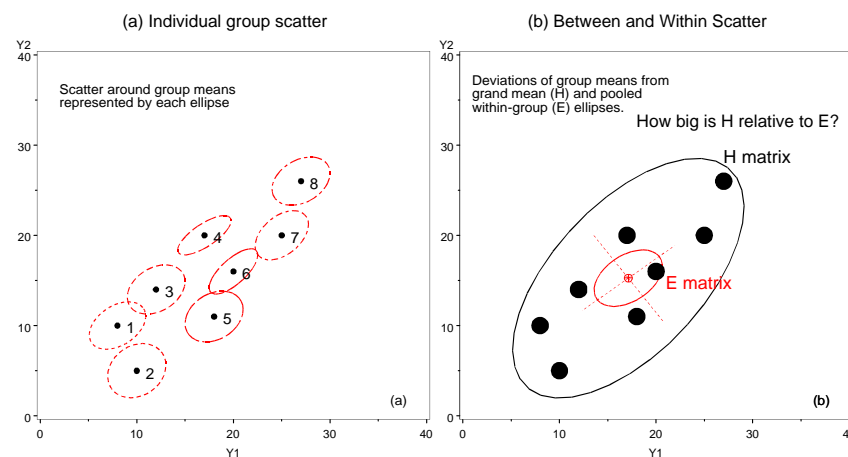 (a) Individual group scatter
Y2
40
30
20
10
0
Scatter around group means
represented by each ellipse
8
7
4
6
3
5
1
2
(a)
0
10
20
30
40
Y1
(b) Between and Within Scatter
Y2
40
30
20
10
0
Deviations of group means from
grand mean (H) and pooled
within-group (E) ellipses.
How big is H relative to E?
H matrix
E matrix
(b)
0
10
20
30
40
Y1